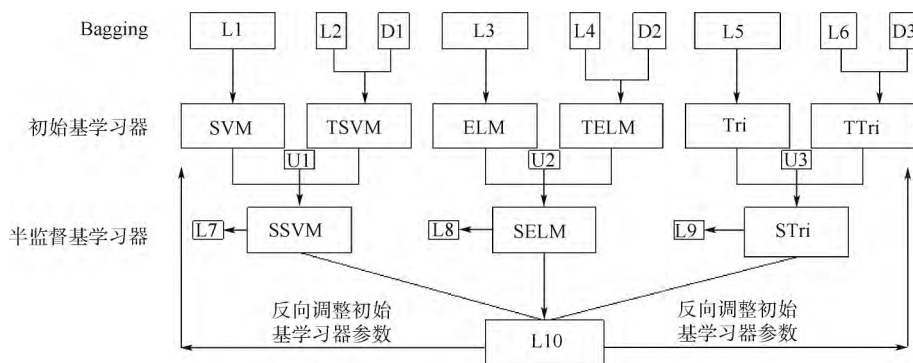 Bagging L1 L2 D1 L3 L4 D2 L5 L6 D3
初始基学习器 SVM TSVM ELM TELM Tri TTri
U1 U2 U3
半监督基学习器 L7 SSVM L8 SELM L9 STri
反向调整初始 反向调整初始
基学习器参数 L10 基学习器参数